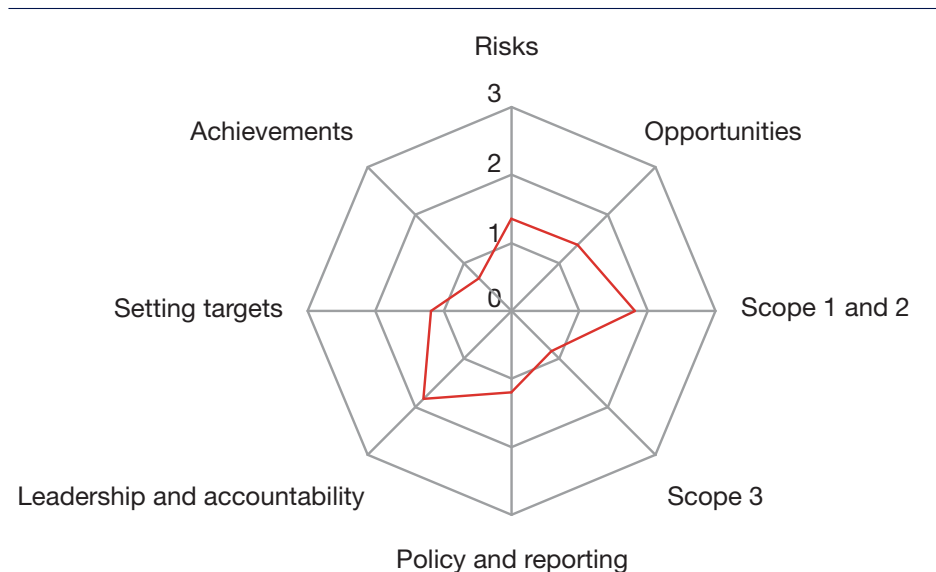 Risks
3
Achievements
Opportunities
2
1
0
Setting targets
Scope 1 and 2
Leadership and accountability
Scope 3
Policy and reporting